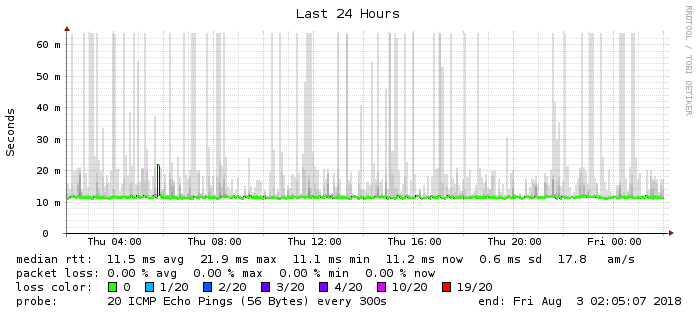 Last 24 Hours
RRDTOOL / TOBI OETIKER
Seconds
60 m
50 m
40 m
30 m
20 m
10 m
0
Thu 04:00 Thu 08:00 Thu 12:00 Thu 16:00 Thu 20:00 Fri 00:00
median rtt: 11.5 ms avg 21.9 ms max 11.1 ms min 11.2 ms now 0.6 ms sd 17.8 am/s
packet loss: 0.00 % avg 0.00 % max 0.00 % min 0.00 % now
loss color: 0 1/20 2/20 3/20 4/20 10/20 19/20
probe: 20 ICMP Echo Pings (56 Bytes) every 300s end: Fri Aug 3 02:05:07 2018